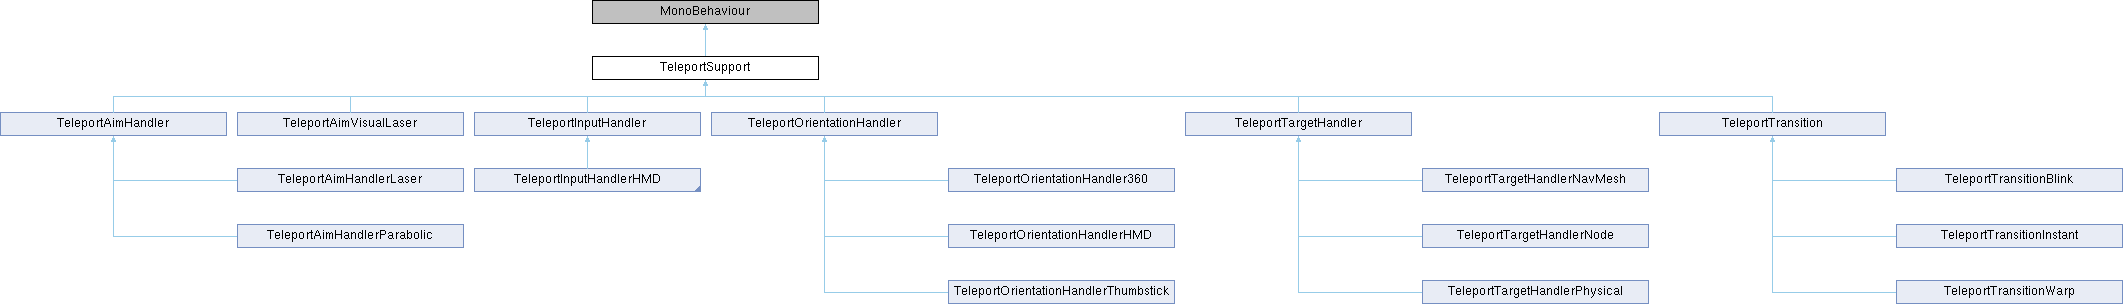 MonoBehaviour
TeleportSupport
TeleportAimHandler
TeleportAimVisualLaser
TeleportInputHandler
TeleportOrientationHandler
TeleportTargetHandler
TeleportTransition
TeleportAimHandlerLaser
TeleportInputHandlerHMD
TeleportOrientationHandler360
TeleportTargetHandlerNavMesh
TeleportTransitionBlink
TeleportAimHandlerParabolic
TeleportOrientationHandlerHMD
TeleportTargetHandlerNode
TeleportTransitionInstant
TeleportOrientationHandlerThumbstick
TeleportTargetHandlerPhysical
TeleportTransitionWarp